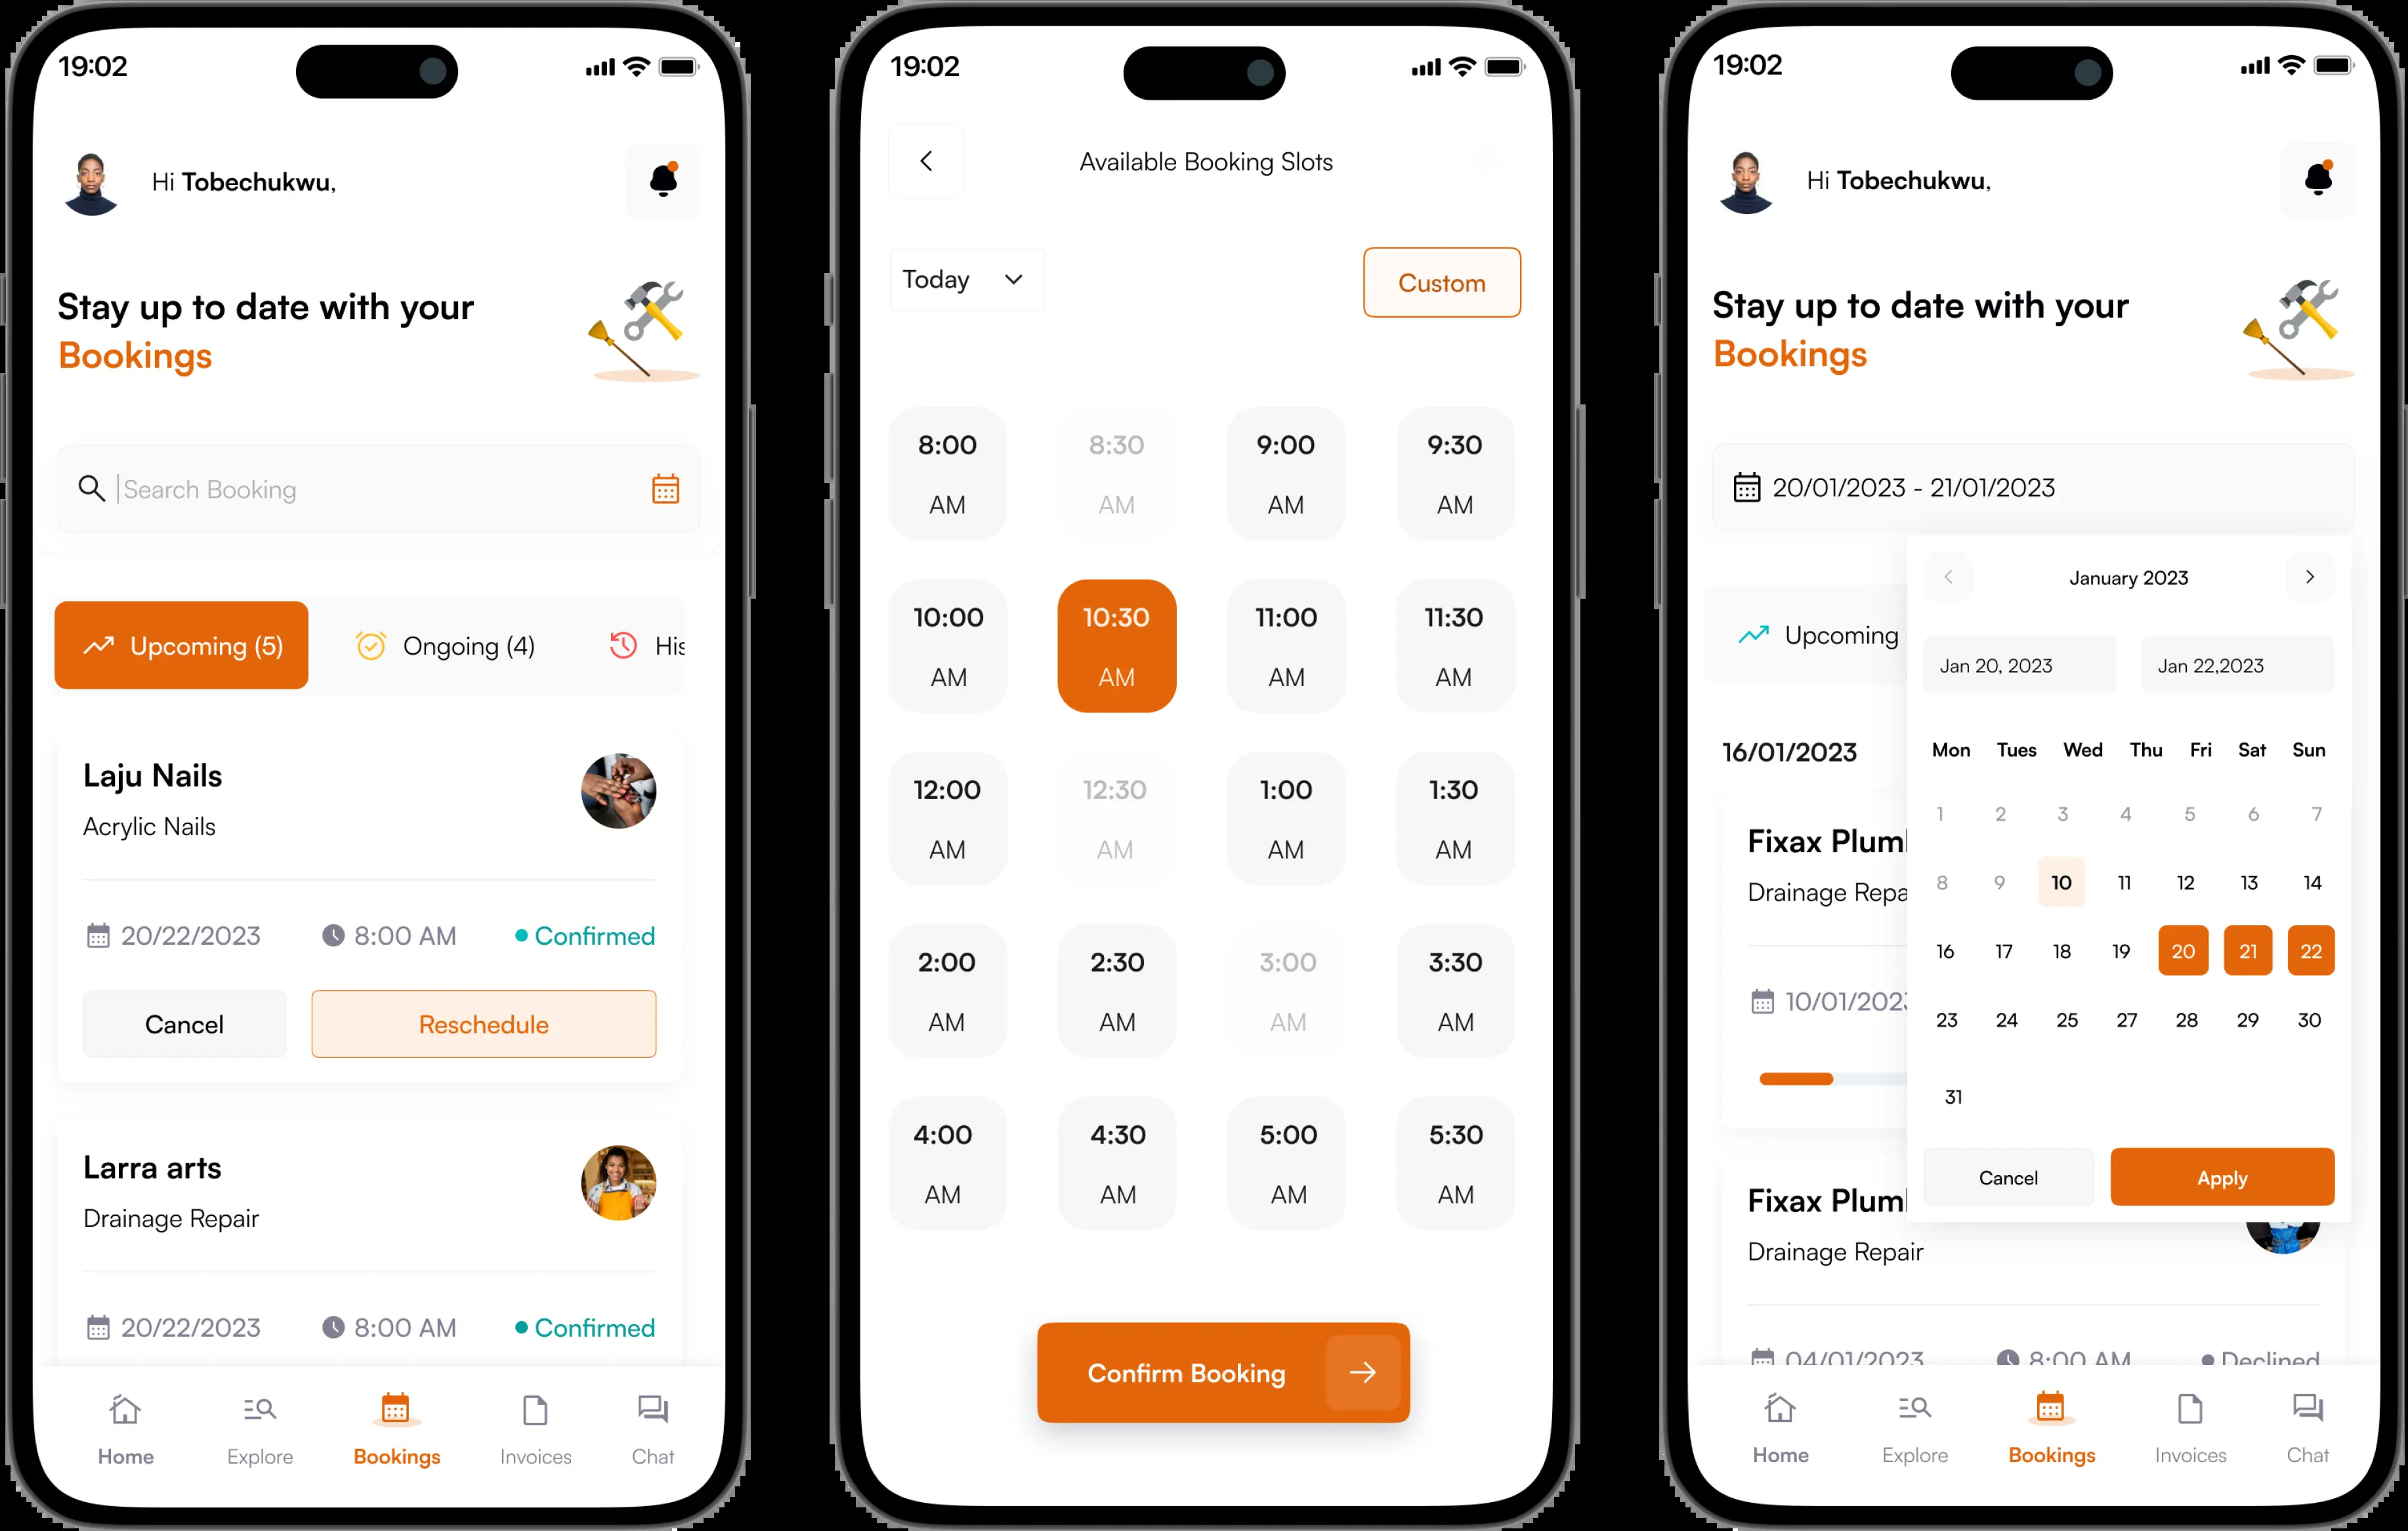 19:02
Hi Tobechukwu,
Stay up to date with your
Bookings
Search Booking
Upcoming (5) Ongoing (4) His
Laju Nails
Acrylic Nails
20/22/2023 8:00 AM Confirmed
Cancel Reschedule
Larra arts
Drainage Repair
20/22/2023 8:00 AM Confirmed
Home Explore Bookings Invoices Chat
19:02
Available Booking Slots
Today Custom
8:00 8:30 9:00 9:30
AM AM AM AM
10:00 10:30 11:00 11:30
AM AM AM AM
12:00 12:30 1:00 1:30
AM AM AM AM
2:00 2:30 3:00 3:30
AM AM AM AM
4:00 4:30 5:00 5:30
AM AM AM AM
Confirm Booking
19:02
Hi Tobechukwu,
Stay up to date with your
Bookings
20/01/2023 - 21/01/2023
Upcoming
January 2023
Jan 20, 2023 Jan 22,2023
Mon Tues Wed Thu Fri Sat Sun
1 2 3 4 5 6 7
8 9 10 11 12 13 14
16 17 18 19 20 21 22
23 24 25 27 28 29 30
31
Cancel Apply
16/01/2023
Fixax Plum
Drainage Repa
10/01/202
Fixax Plum
Drainage Repair
04/01/2023 8:00 AM Declined
Home Explore Bookings Invoices Chat